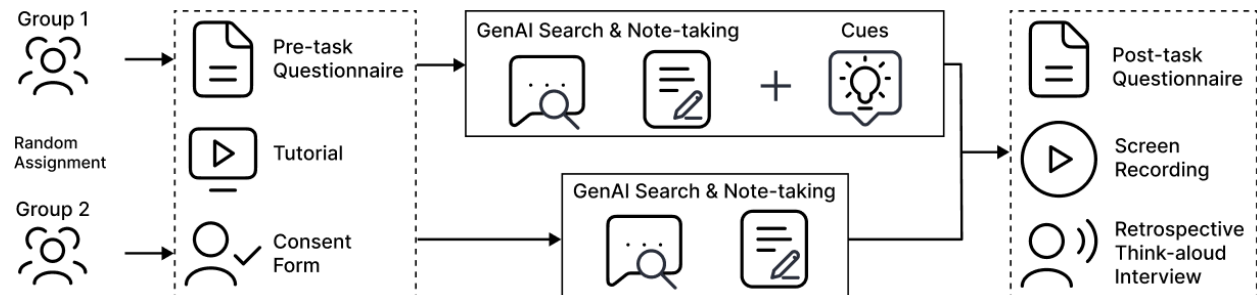 Group 1
Random
Assignment
Group 2
Pre-task
Questionnaire
Tutorial
Consent
Form
GenAI Search & Note-taking
Cues
GenAI Search & Note-taking
Post-task
Questionnaire
Screen
Recording
Retrospective
Think-aloud
Interview